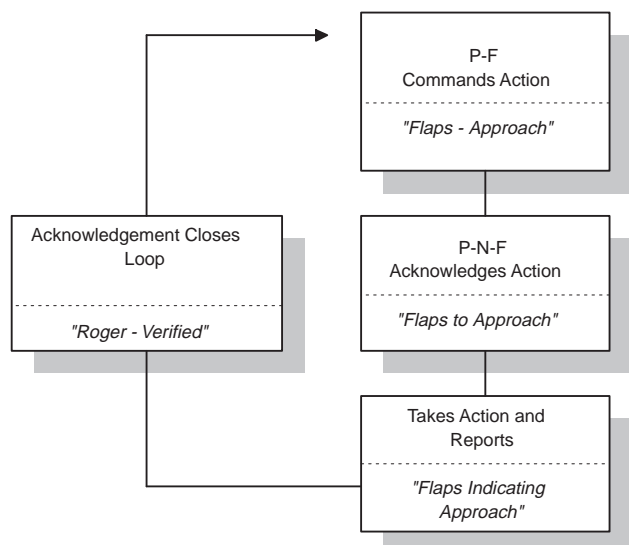 P-F
Commands Action
"Flaps - Approach"
Acknowledgement Closes
Loop
"Roger - Verified"
P-N-F
Acknowledges Action
"Flaps to Approach"
Takes Action and
Reports
"Flaps Indicating
Approach"